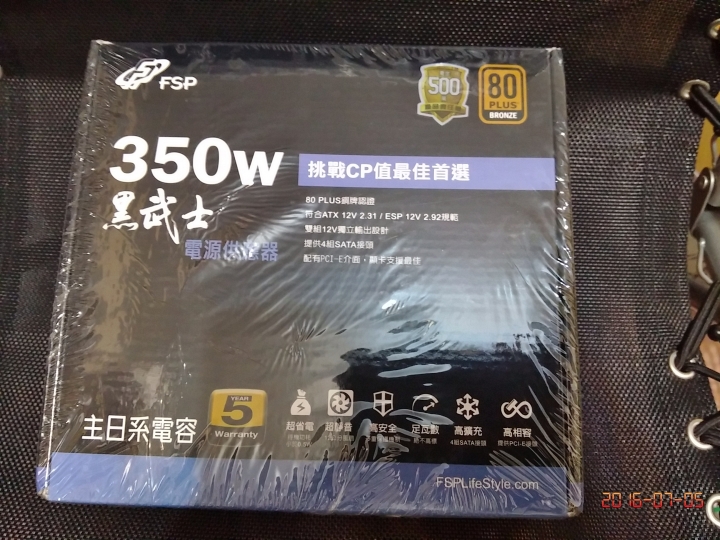 FSP
500
80
PLUS
BRONZE
350W
挑戰CP值最佳首選
黑武士
電源供應器
80 PLUS銅牌認證
符合ATX 12V 2.31 / ESP 12V 2.92規範
雙組12V獨立輸出設計
提供4組SATA接頭
配有PCI-E介面，顯卡支援最佳
主日系電容
YEAR
5
Warranty
超省電
超靜音
高安全
足瓦數
高擴充
高相容
絕不虛標
4組SATA接頭
提供PCI-E接頭
FSPLifeStyle.com
2016-07-05